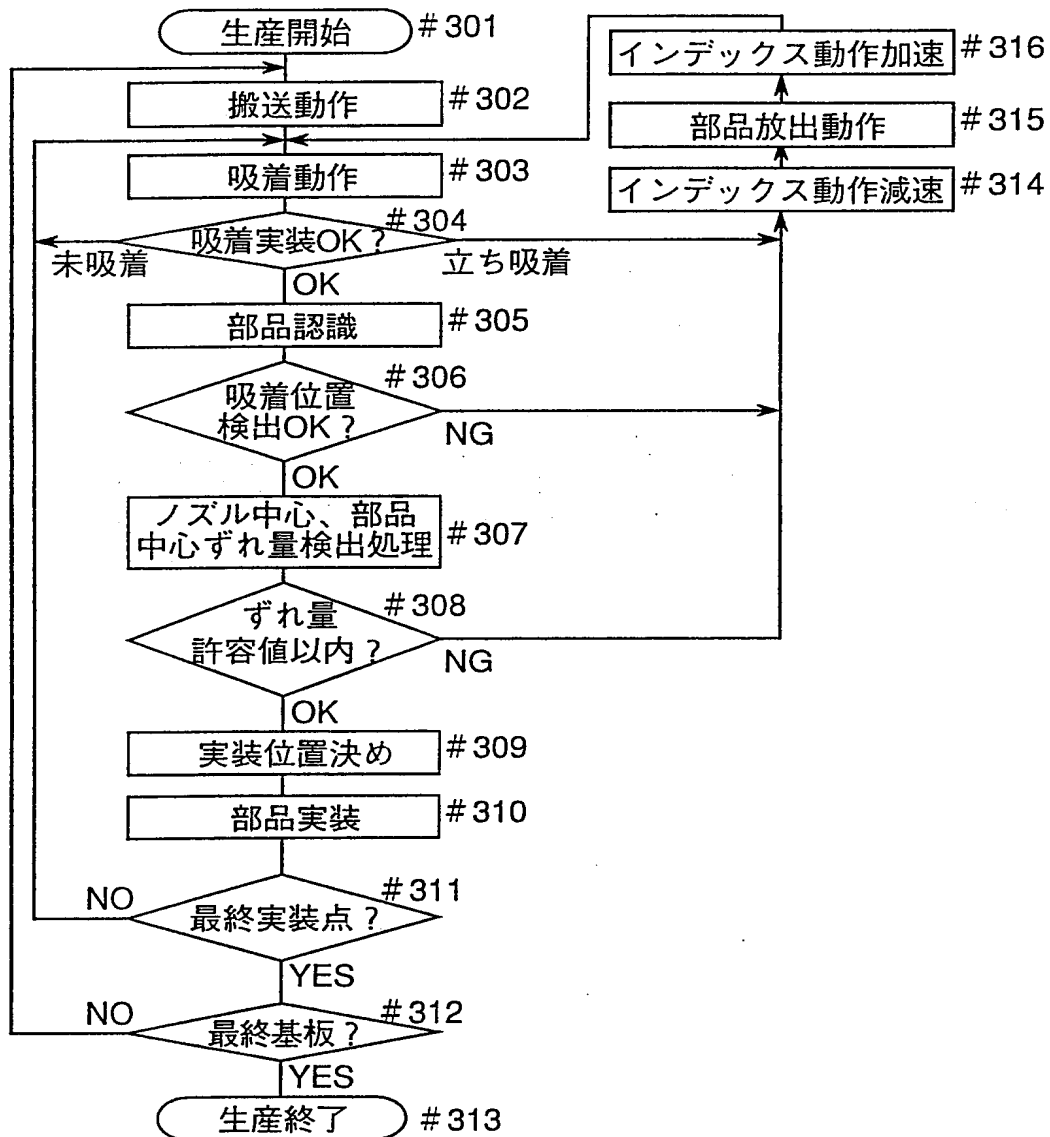 生産開始 #301
搬送動作 #302
吸着動作 #303
吸着実装OK? #304
未吸着
立ち吸着
OK
部品認識 #305
吸着位置
検出OK? #306
NG
OK
ノズル中心、部品
中心ずれ量検出処理 #307
ずれ量
許容値以内? #308
NG
OK
実装位置決め #309
部品実装 #310
最終実装点? #311
NO
YES
最終基板? #312
NO
YES
生産終了 #313
インデックス動作加速 #316
部品放出動作 #315
インデックス動作減速 #314